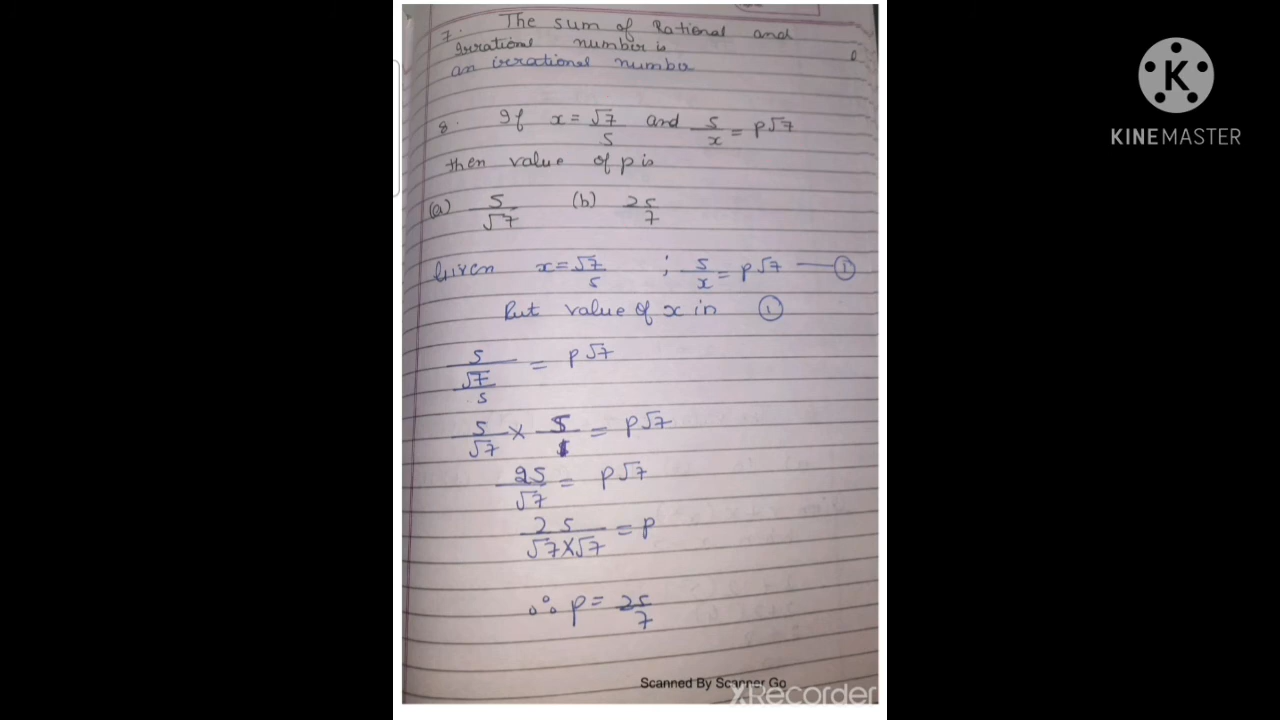 7. The sum of Rational and
Irrational number is
an irrational number
8. If x = √7/5 and 5/x = p√7
then value of p is
(a) 5/√7 (b) 25/7
Given x = √7/5 ; 5/x = p√7 — ①
Put value of x in ①
5/(√7/5) = p√7
5/√7 × 5/1 = p√7
25/√7 = p√7
25/√7×√7 = p
∴ p = 25/7
Scanned By Scanner Go
XRecorder
K
KINEMASTER